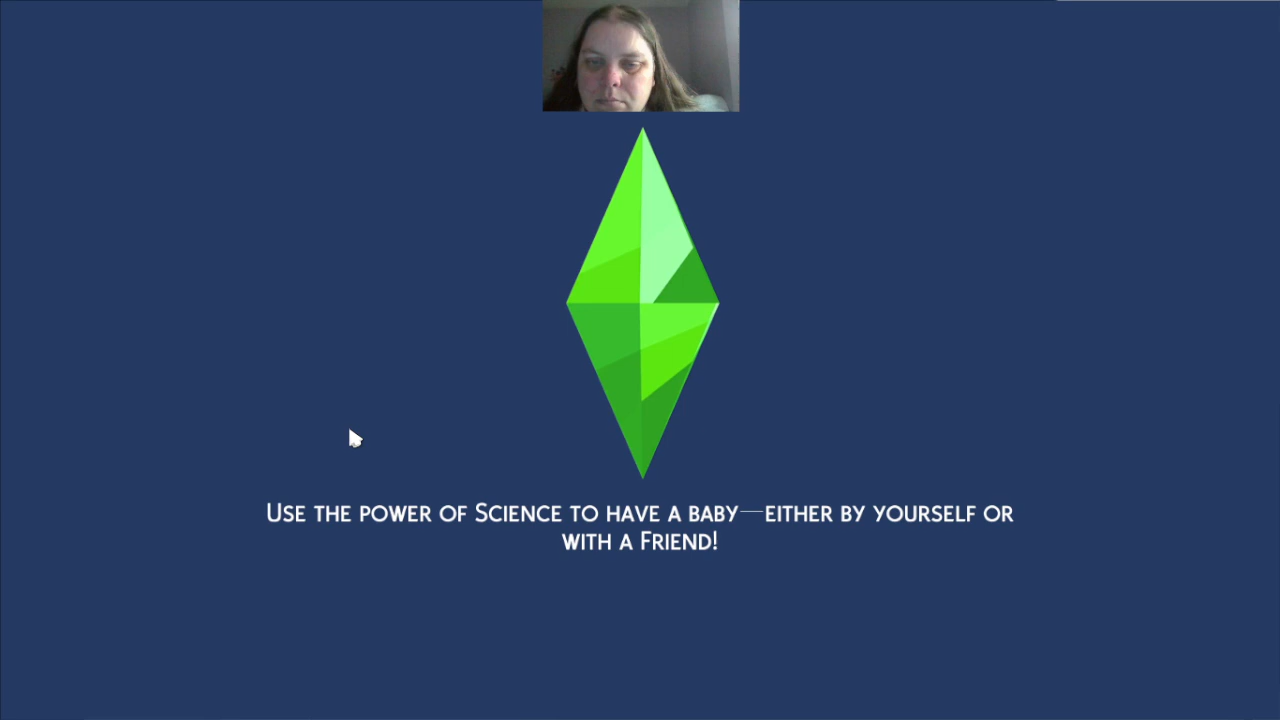 Use the power of Science to have a baby—either by yourself or
with a Friend!